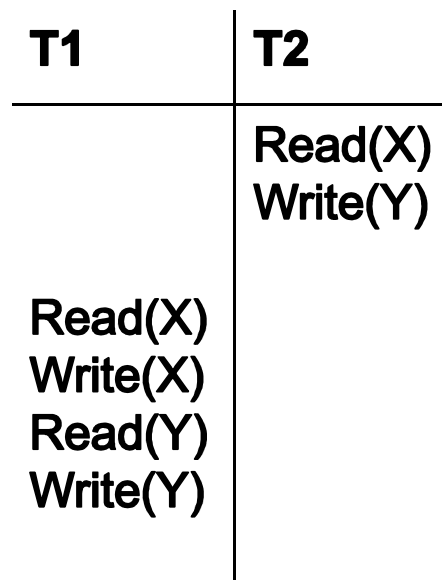 T1 T2
Read(X)
Write(Y)
Read(X)
Write(X)
Read(Y)
Write(Y)